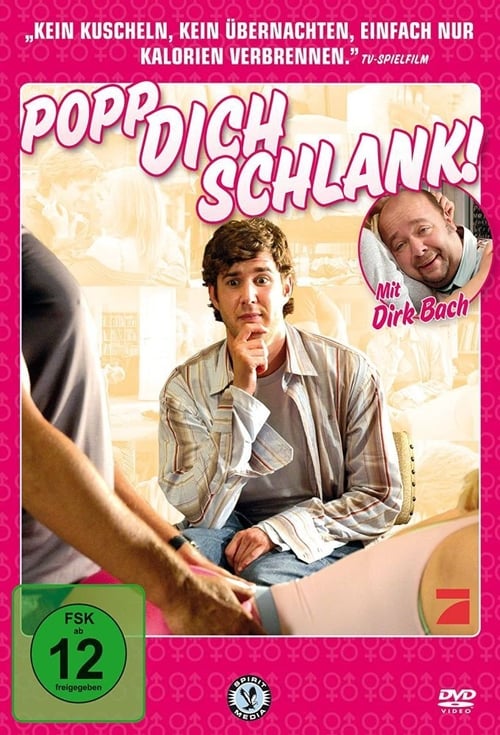 „KEIN KUSCHELN, KEIN ÜBERNACHTEN, EINFACH NUR
KALORIEN VERBRENNEN.” TV-SPIELFILM
POPP DICH
SCHLANK!
Mit
Dirk Bach
FSK
ab
12
freigegeben
7
SPIRIT
MEDIA
DVD
VIDEO